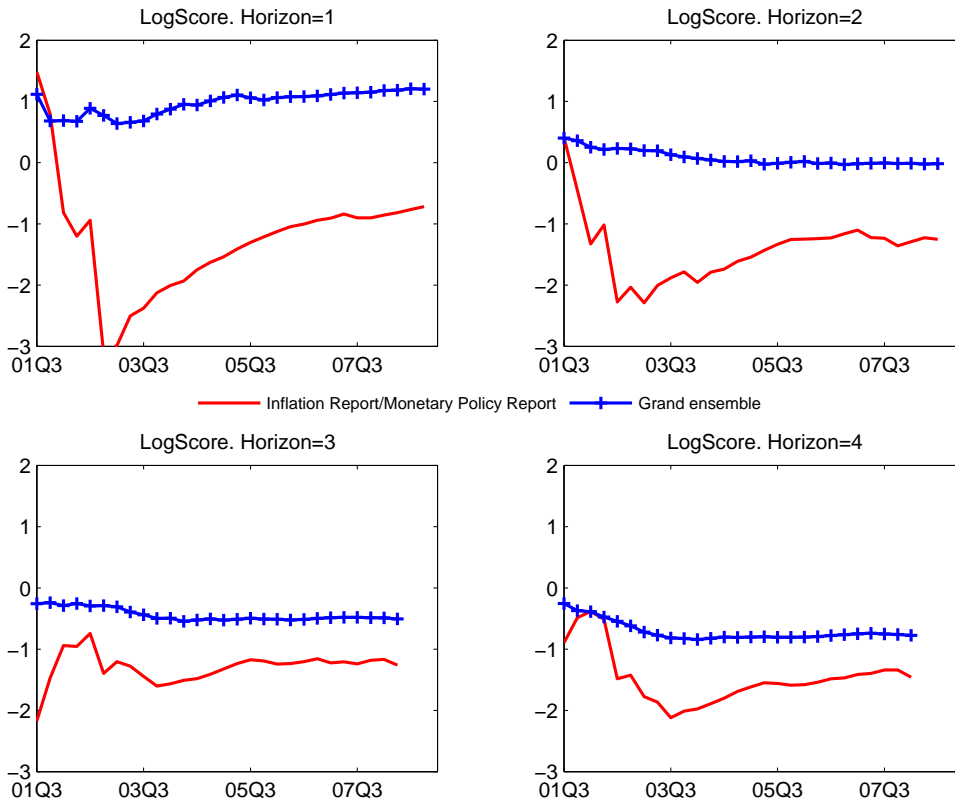 LogScore. Horizon=1
2
1
0
−1
−2
−3
01Q3 03Q3 05Q3 07Q3
LogScore. Horizon=2
2
1
0
−1
−2
−3
01Q3 03Q3 05Q3 07Q3
Inflation Report/Monetary Policy Report
Grand ensemble
LogScore. Horizon=3
2
1
0
−1
−2
−3
01Q3 03Q3 05Q3 07Q3
LogScore. Horizon=4
2
1
0
−1
−2
−3
01Q3 03Q3 05Q3 07Q3